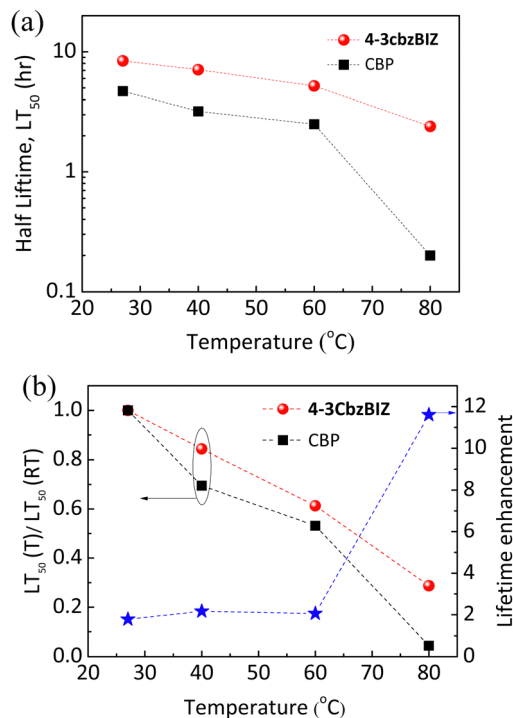 (a)
Half Liftime, LT50 (hr)
10
1
0.1
4-3cbzBIZ
CBP
20 30 40 50 60 70 80
Temperature (°C)
(b)
LT50 (T)/ LT50 (RT)
1.0
0.8
0.6
0.4
0.2
0.0
4-3CbzBIZ
CBP
12
10
8
6
4
2
0
Lifetime enhancement
20 30 40 50 60 70 80
Temperature (°C)